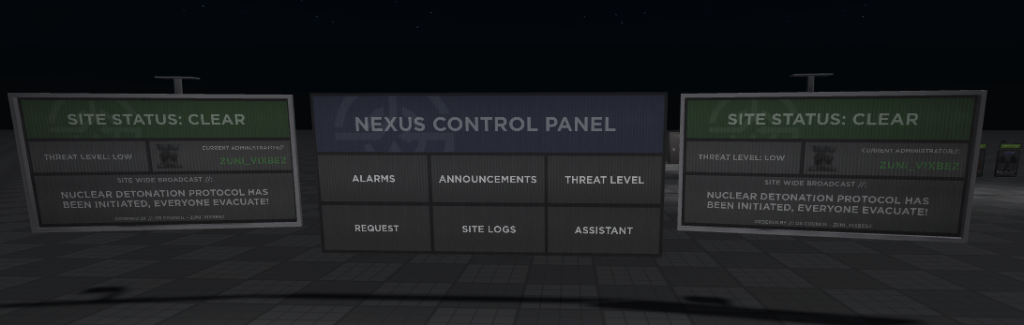 SITE STATUS: CLEAR
THREAT LEVEL: LOW
CURRENT ADMINISTRATOR//:
ZUNI_VIXBEZ
SITE WIDE BROADCAST //:
NUCLEAR DETONATION PROTOCOL HAS
BEEN INITIATED, EVERYONE EVACUATE!
NEXUS CONTROL PANEL
ALARMS
ANNOUNCEMENTS
THREAT LEVEL
REQUEST
SITE LOGS
ASSISTANT
SITE STATUS: CLEAR
THREAT LEVEL: LOW
CURRENT ADMINISTRATOR//:
ZUNI_VIXBEZ
SITE WIDE BROADCAST //:
NUCLEAR DETONATION PROTOCOL HAS
BEEN INITIATED, EVERYONE EVACUATE!